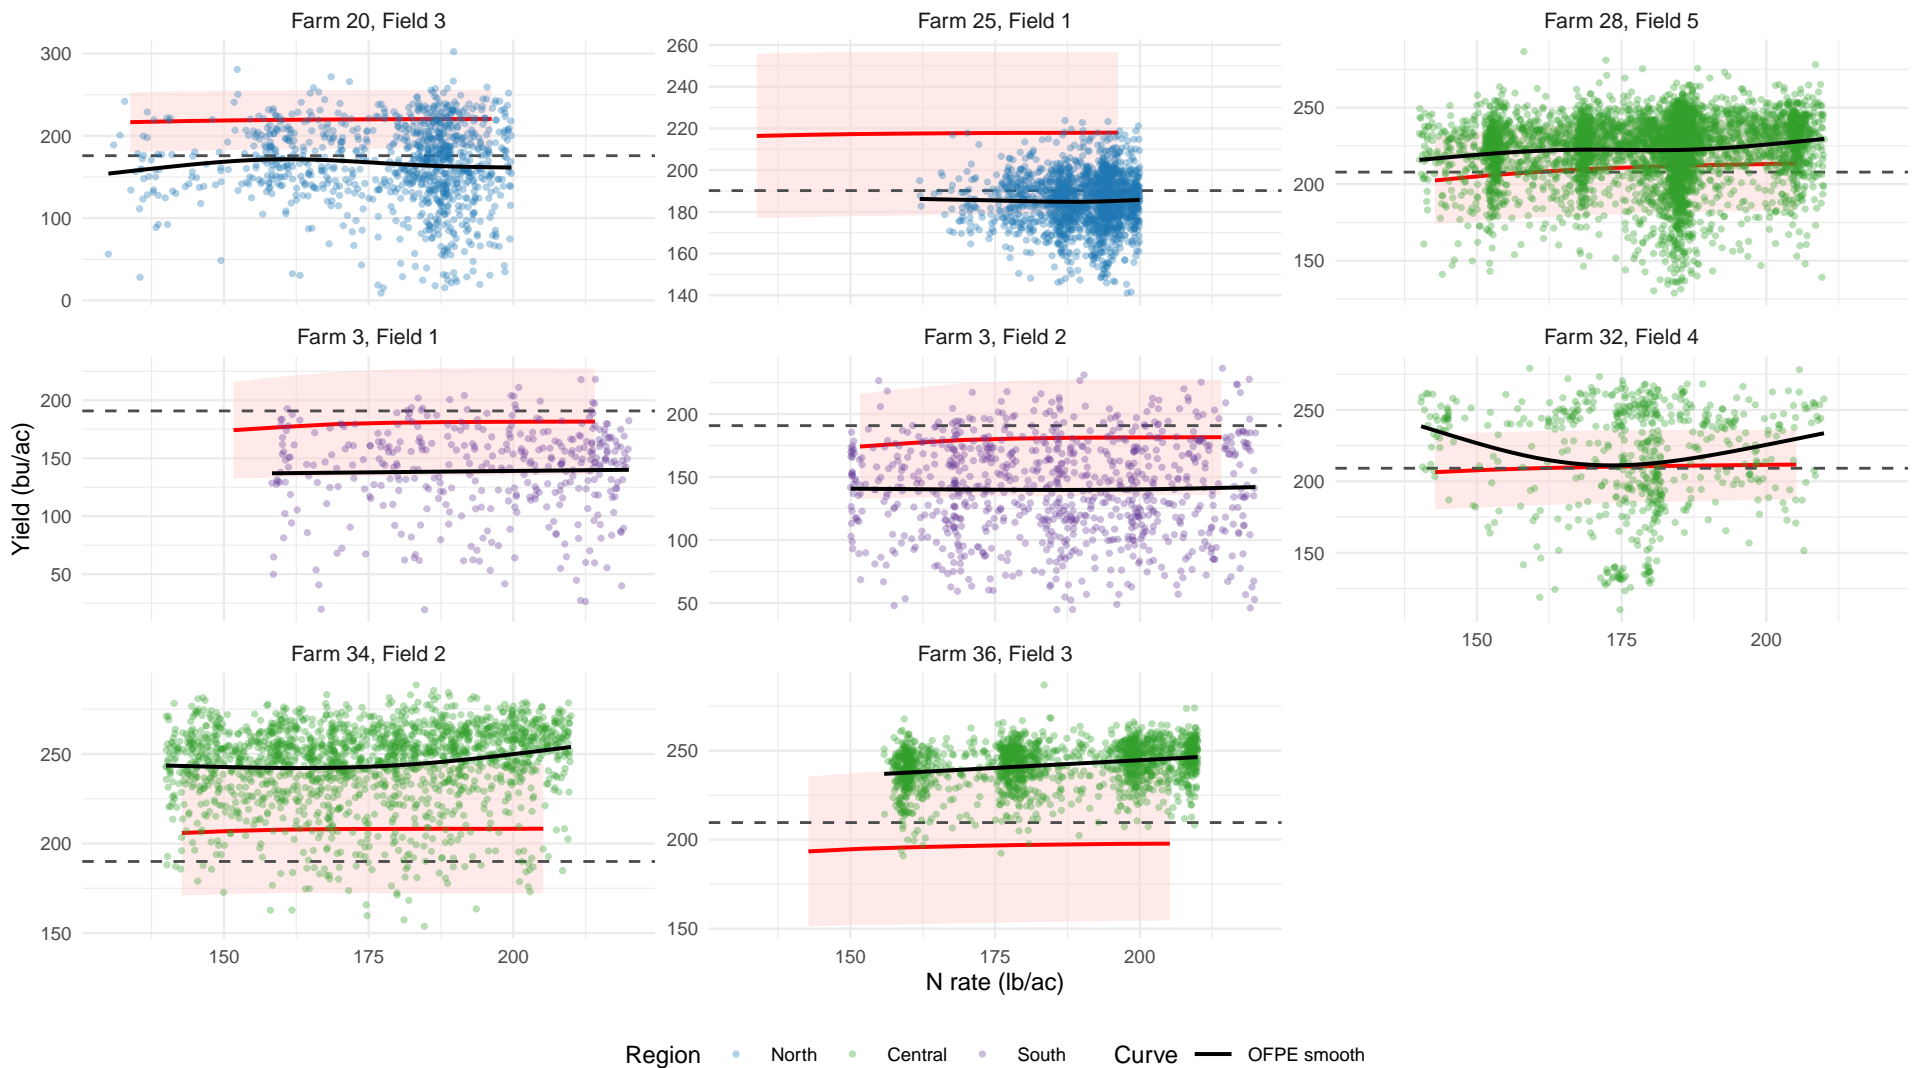 Farm 20, Field 3
Farm 25, Field 1
Farm 28, Field 5
300
200
100
0
260
240
220
200
180
160
140
250
200
150
Farm 3, Field 1
Farm 3, Field 2
Farm 32, Field 4
200
150
100
50
200
150
100
50
250
200
150
150 175 200
Farm 34, Field 2
Farm 36, Field 3
250
200
150
250
200
150
150 175 200
150 175 200
Yield (bu/ac)
N rate (lb/ac)
Region North Central South Curve OFPE smooth